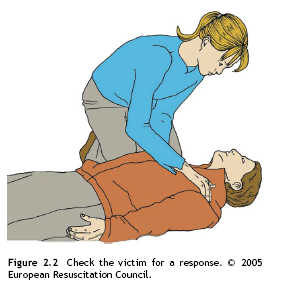 Figure 2.2 Check the victim for a response. © 2005
European Resuscitation Council.